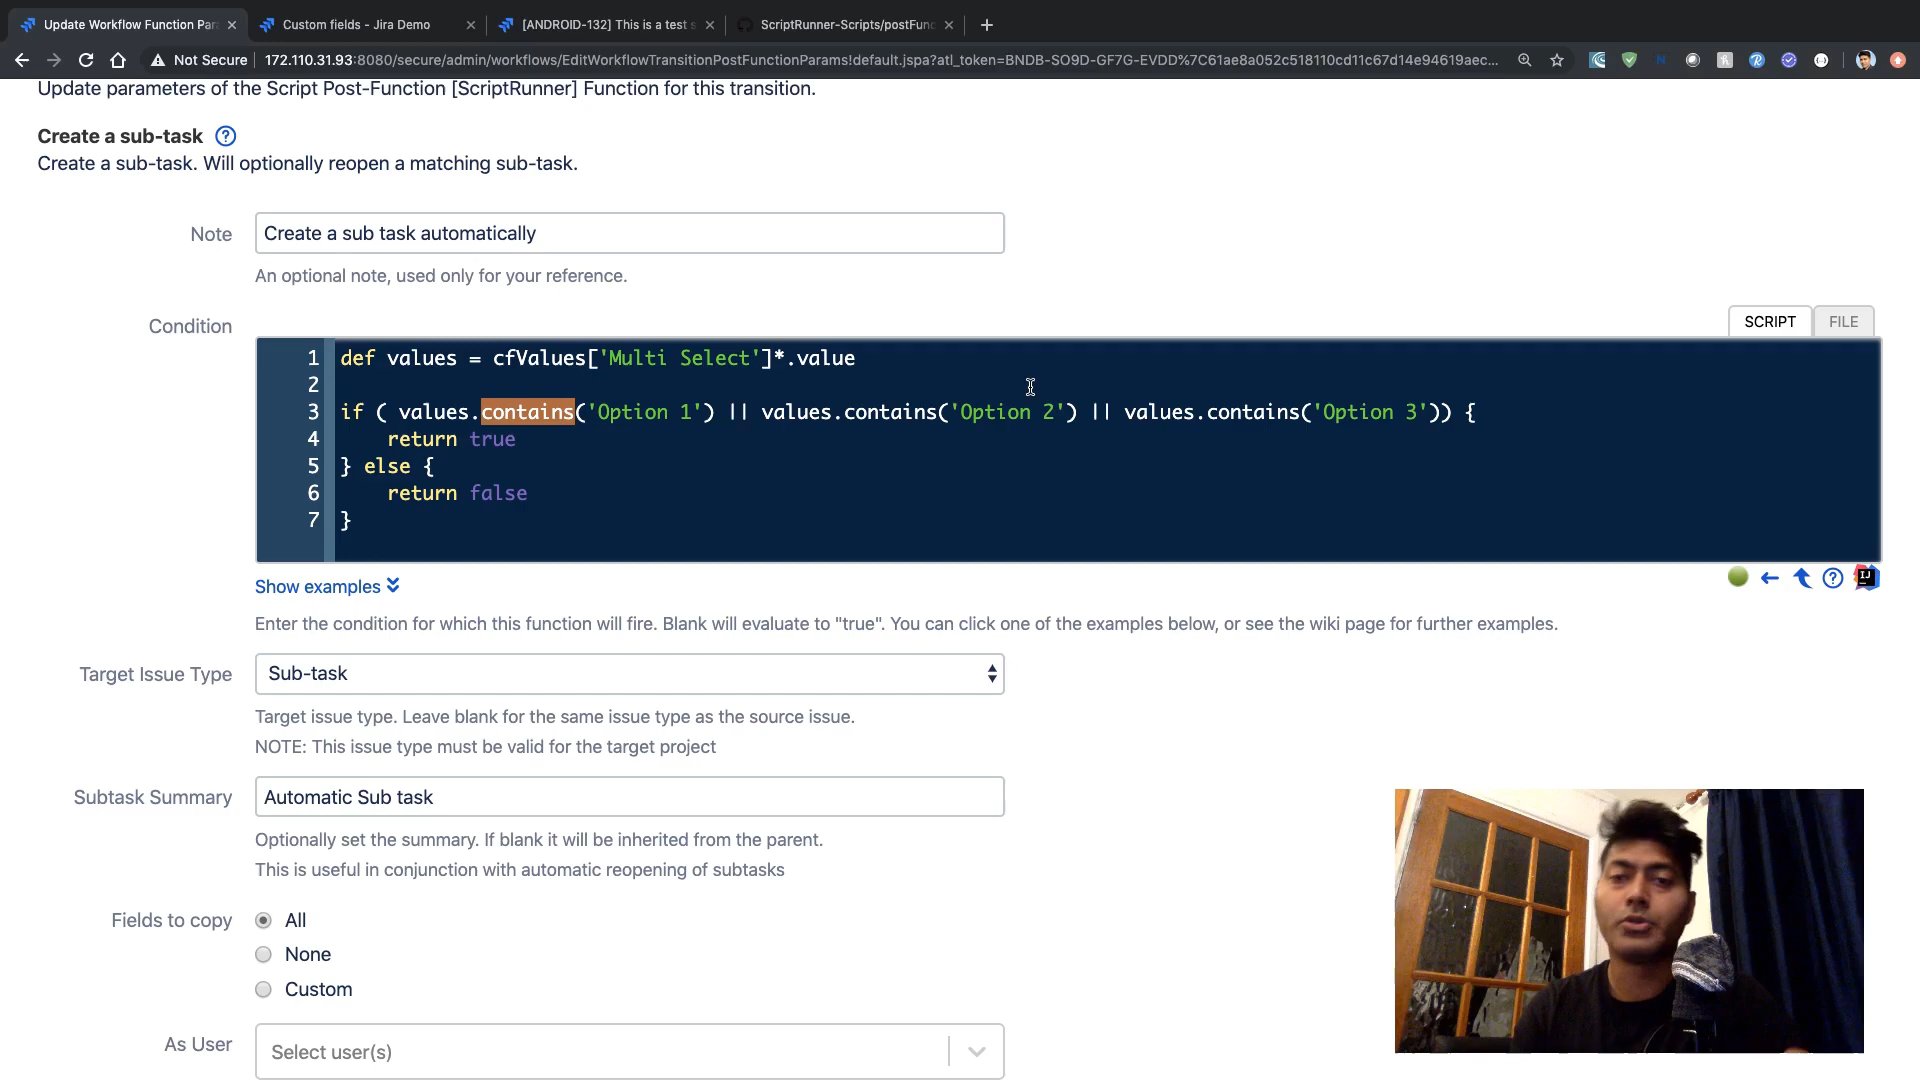 Update Workflow Function Par
Custom fields - Jira Demo
[ANDROID-132] This is a test s
ScriptRunner-Scripts/postFunc
Not Secure
172.110.31.93:8080/secure/admin/workflows/EditWorkflowTransitionPostFunctionParams!default.jspa?atl_token=BNDB-SO9D-GF7G-EVDD%7C61ae8a052c518110cd11c67d14e94619aec...
Update parameters of the Script Post-Function [ScriptRunner] Function for this transition.
Create a sub-task
Create a sub-task. Will optionally reopen a matching sub-task.
Note
Create a sub task automatically
An optional note, used only for your reference.
Condition
SCRIPT
FILE
1 def values = cfValues['Multi Select']*.value
2
3 if ( values.contains('Option 1') || values.contains('Option 2') || values.contains('Option 3')) {
4 return true
5 } else {
6 return false
7 }
Show examples
Enter the condition for which this function will fire. Blank will evaluate to "true". You can click one of the examples below, or see the wiki page for further examples.
Target Issue Type
Sub-task
Target issue type. Leave blank for the same issue type as the source issue.
NOTE: This issue type must be valid for the target project
Subtask Summary
Automatic Sub task
Optionally set the summary. If blank it will be inherited from the parent.
This is useful in conjunction with automatic reopening of subtasks
Fields to copy
All
None
Custom
As User
Select user(s)